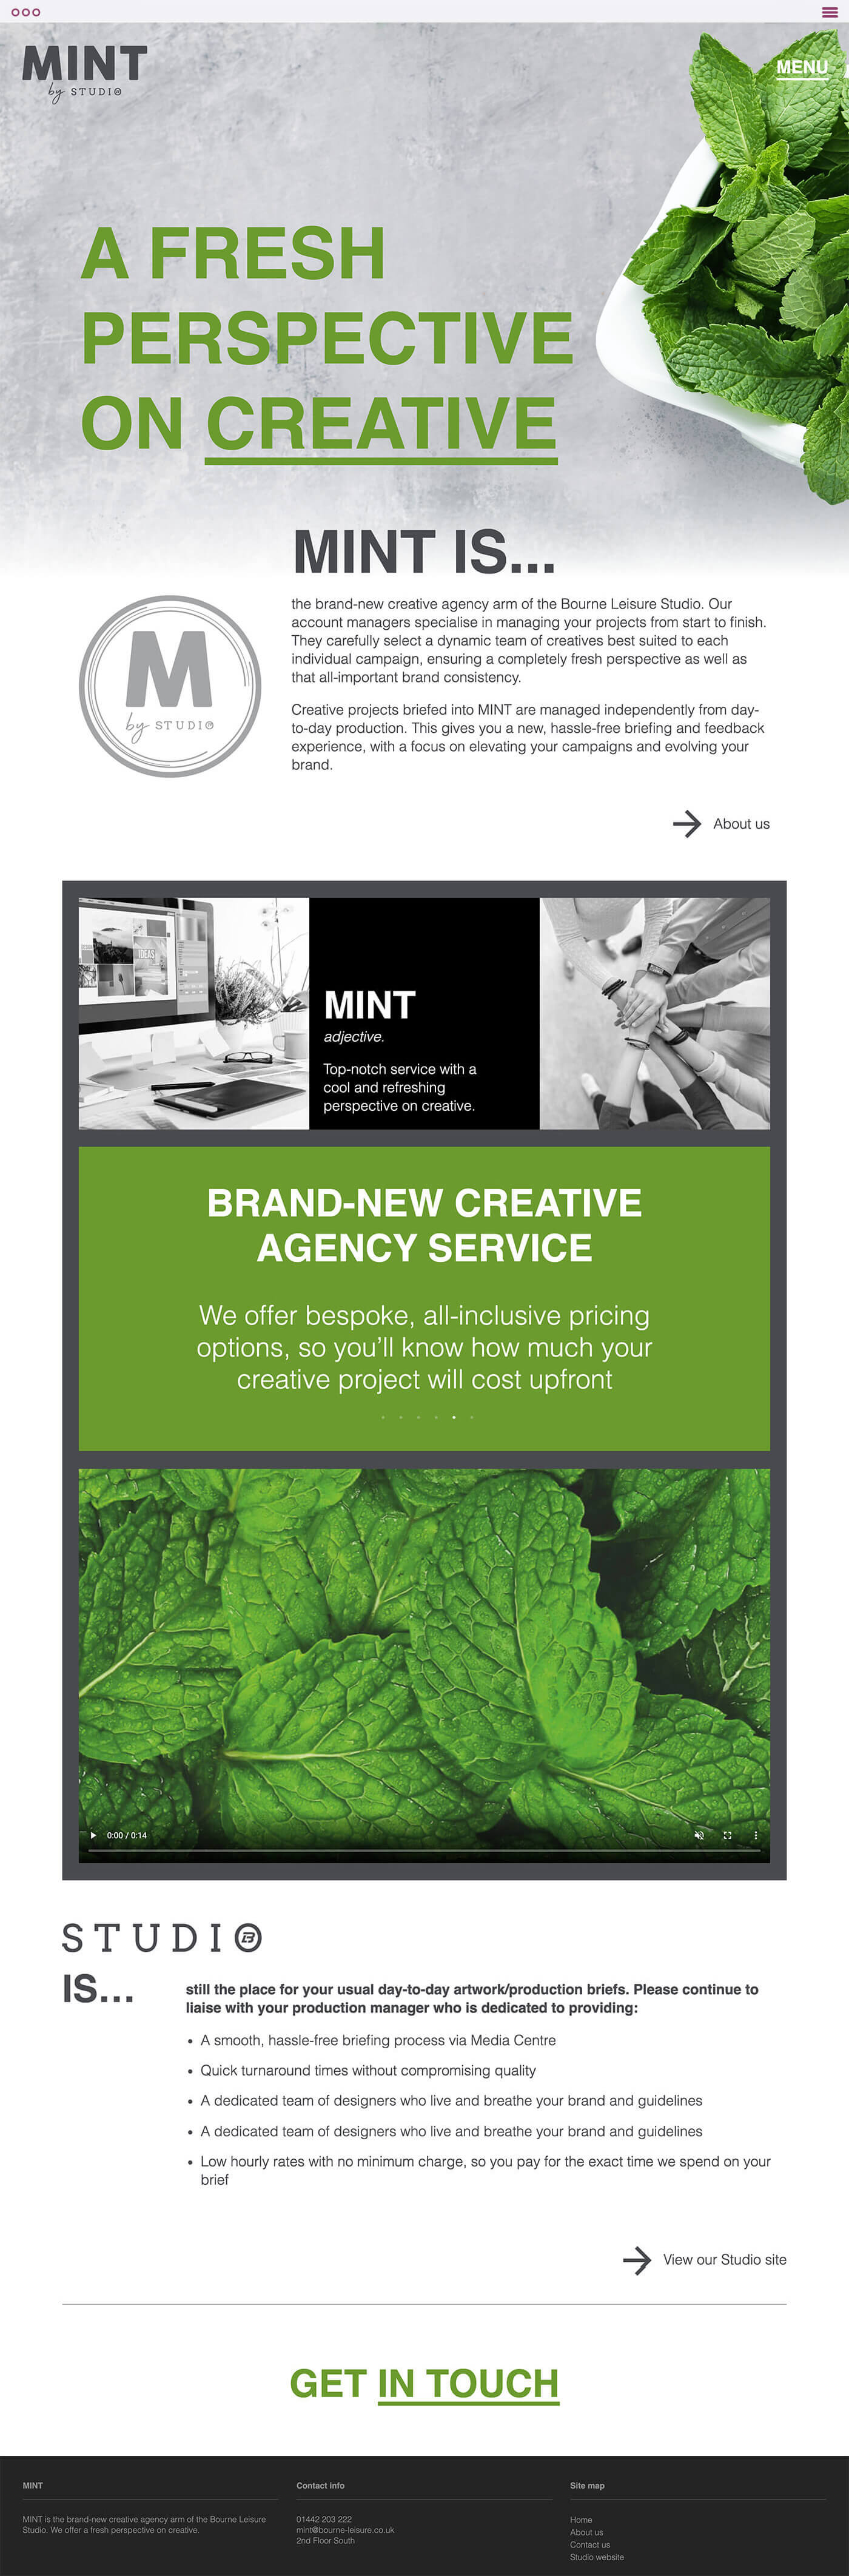 MINT
by STUDIO
MENU
A FRESH
PERSPECTIVE
ON CREATIVE
MINT IS...
the brand-new creative agency arm of the Bourne Leisure Studio. Our
account managers specialise in managing your projects from start to finish.
They carefully select a dynamic team of creatives best suited to each
individual campaign, ensuring a completely fresh perspective as well as
that all-important brand consistency.
Creative projects briefed into MINT are managed independently from day-
to-day production. This gives you a new, hassle-free briefing and feedback
experience, with a focus on elevating your campaigns and evolving your
brand.
M
by STUDIO
About us
IDEAS
MINT
adjective.
Top-notch service with a
cool and refreshing
perspective on creative.
BRAND-NEW CREATIVE
AGENCY SERVICE
We offer bespoke, all-inclusive pricing
options, so you’ll know how much your
creative project will cost upfront
0:00 / 0:14
STUDIO
IS...
still the place for your usual day-to-day artwork/production briefs. Please continue to
liaise with your production manager who is dedicated to providing:
• A smooth, hassle-free briefing process via Media Centre
• Quick turnaround times without compromising quality
• A dedicated team of designers who live and breathe your brand and guidelines
• A dedicated team of designers who live and breathe your brand and guidelines
• Low hourly rates with no minimum charge, so you pay for the exact time we spend on your
brief
View our Studio site
GET IN TOUCH
MINT
MINT is the brand-new creative agency arm of the Bourne Leisure
Studio. We offer a fresh perspective on creative.
Contact info
01442 203 222
mint@bourne-leisure.co.uk
2nd Floor South
Site map
Home
About us
Contact us
Studio website